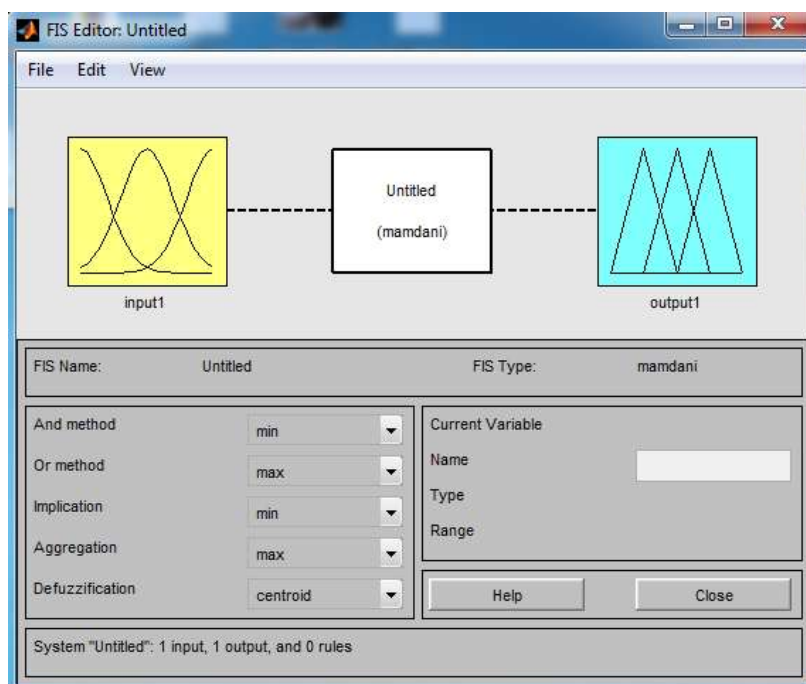 FIS Editor: Untitled
File Edit View
Untitled
(mamdani)
input1
output1
FIS Name: Untitled FIS Type: mamdani
And method min
Or method max
Implication min
Aggregation max
Defuzzification centroid
Current Variable
Name
Type
Range
Help Close
System "Untitled": 1 input, 1 output, and 0 rules